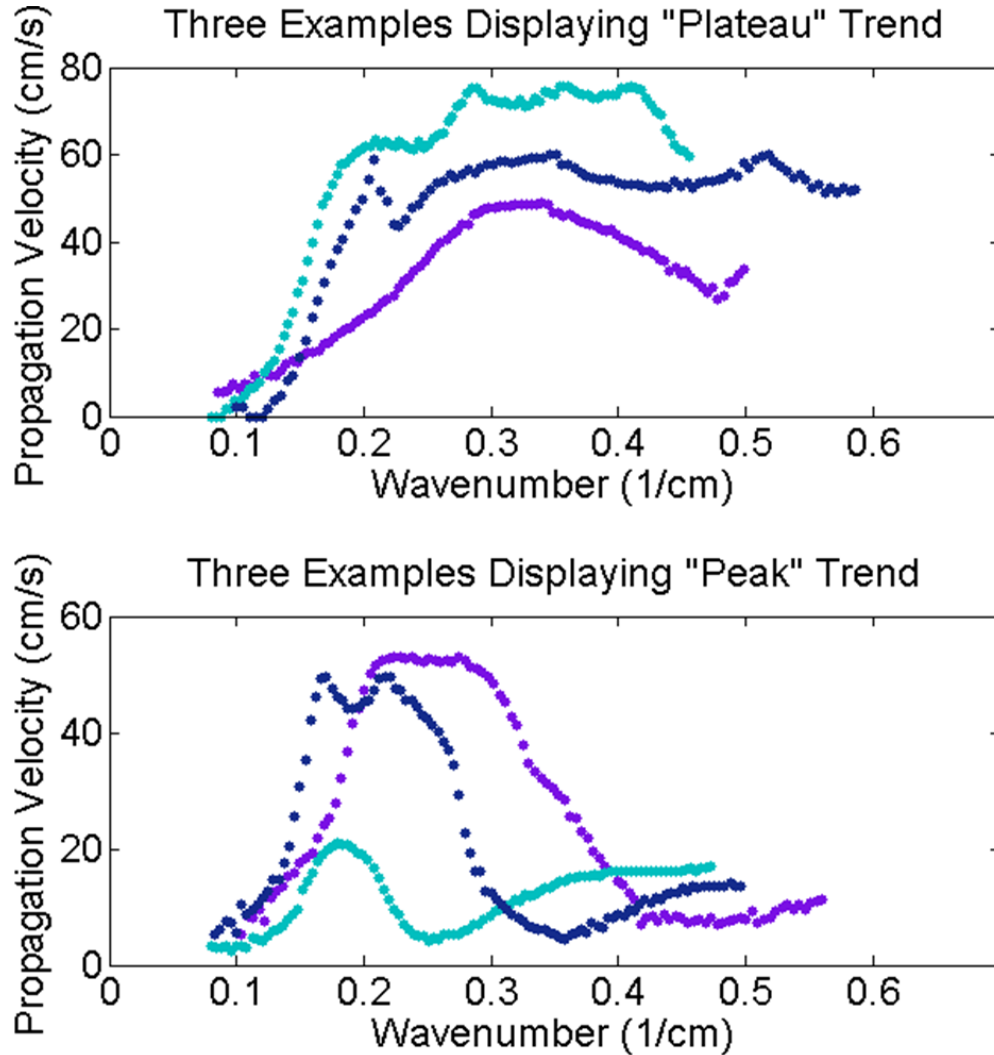 Three Examples Displaying "Plateau" Trend
Propagation Velocity (cm/s)
80
60
40
20
0
0 0.1 0.2 0.3 0.4 0.5 0.6
Wavenumber (1/cm)
Three Examples Displaying "Peak" Trend
Propagation Velocity (cm/s)
60
40
20
0
0 0.1 0.2 0.3 0.4 0.5 0.6
Wavenumber (1/cm)